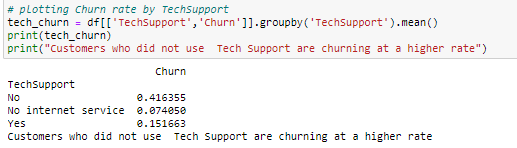 # plotting Churn rate by TechSupport
tech_churn = df[['TechSupport','Churn']].groupby('TechSupport').mean()
print(tech_churn)
print("Customers who did not use  Tech Support are churning at a higher rate")
Churn
TechSupport
No                   0.416355
No internet service  0.074050
Yes                  0.151663
Customers who did not use  Tech Support are churning at a higher rate